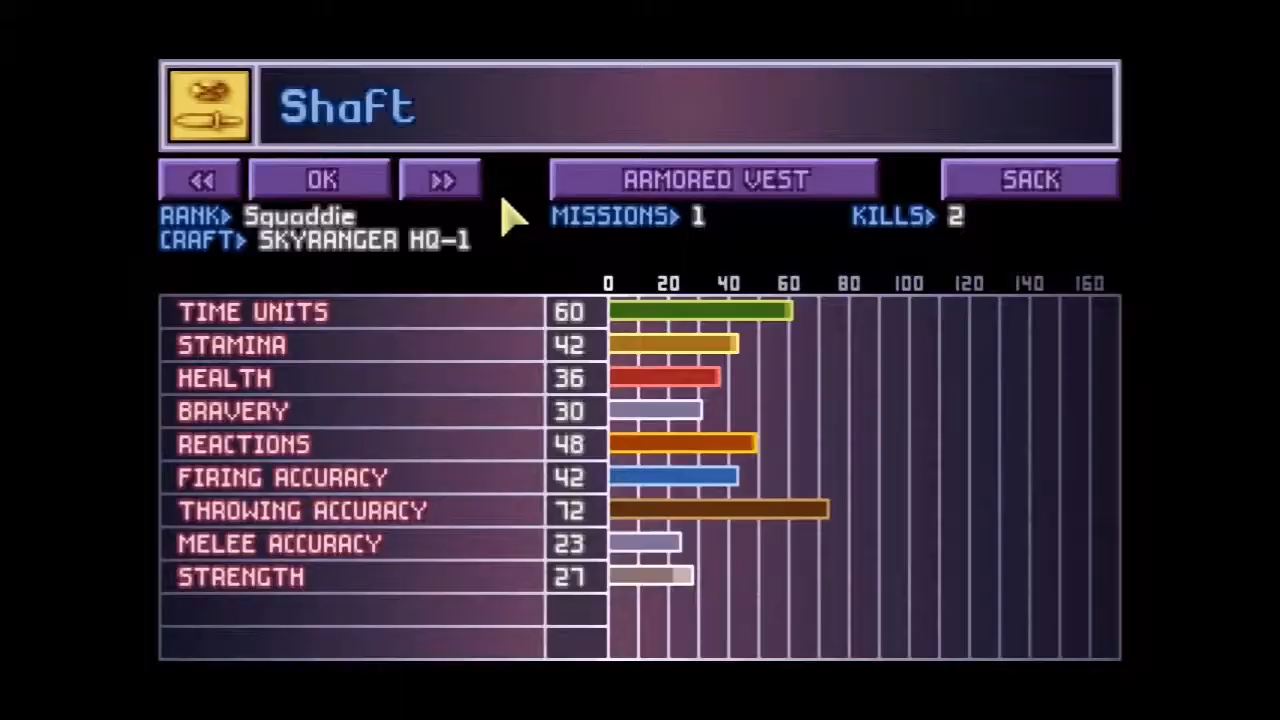 Shaft
<< OK >> ARMORED VEST SACK
RANK> Squaddie MISSIONS> 1 KILLS> 2
CRAFT> SKYRANGER HQ-1
0 20 40 60 80 100 120 140 160
TIME UNITS 60
STAMINA 42
HEALTH 36
BRAVERY 30
REACTIONS 48
FIRING ACCURACY 42
THROWING ACCURACY 72
MELEE ACCURACY 23
STRENGTH 27